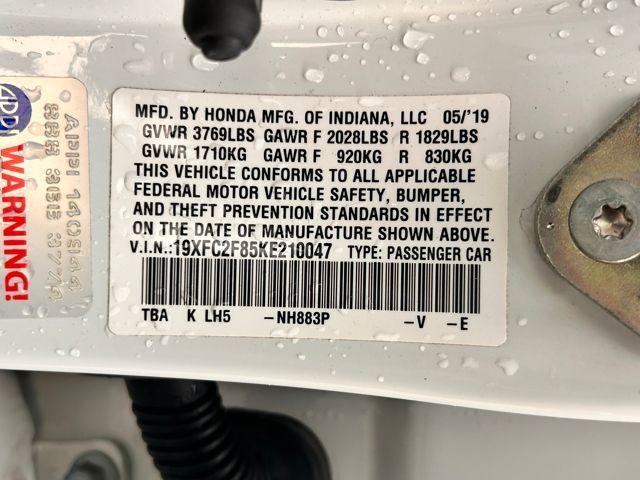 MFD. BY HONDA MFG. OF INDIANA, LLC 05/'19
GVWR 3769LBS GAWR F 2028LBS R 1829LBS
GVWR 1710KG GAWR F 920KG R 830KG
THIS VEHICLE CONFORMS TO ALL APPLICABLE
FEDERAL MOTOR VEHICLE SAFETY, BUMPER,
AND THEFT PREVENTION STANDARDS IN EFFECT
ON THE DATE OF MANUFACTURE SHOWN ABOVE.
V.I.N.:19XFC2F85KE210047 TYPE: PASSENGER CAR
TBA K LH5 -NH883P -V -E
WARNING!